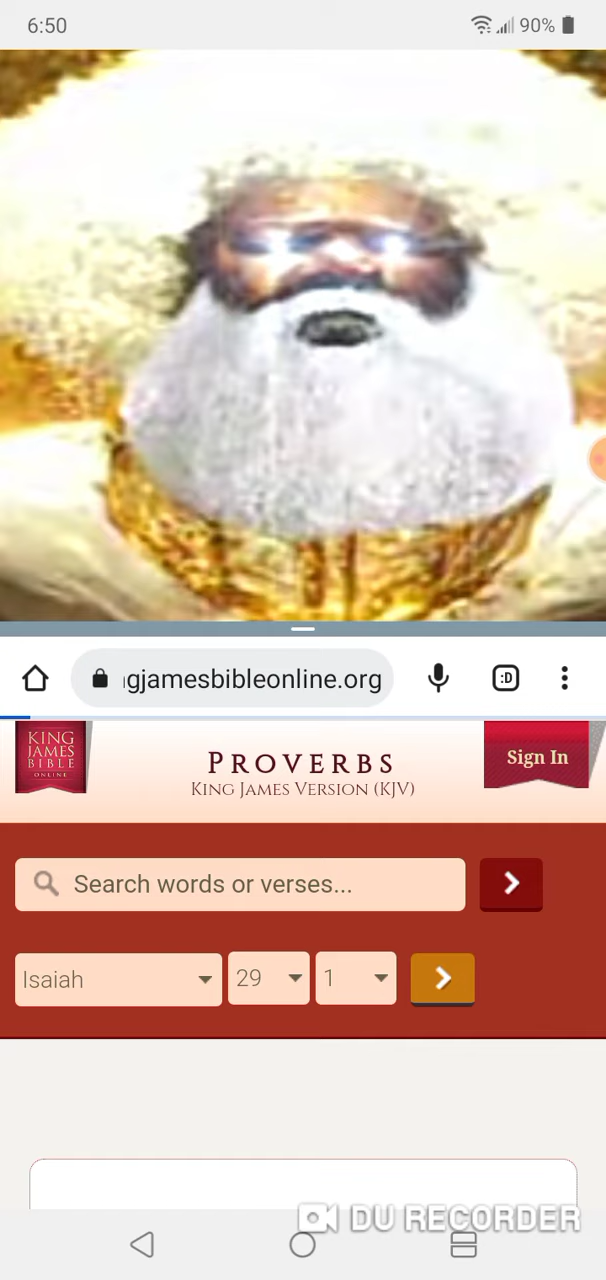 6:50
90%
ıgjamesbibleonline.org
:D
KING
JAMES
BIBLE
ONLINE
PROVERBS
KING JAMES VERSION (KJV)
Sign In
Search words or verses...
Isaiah
29
1
DU RECORDER